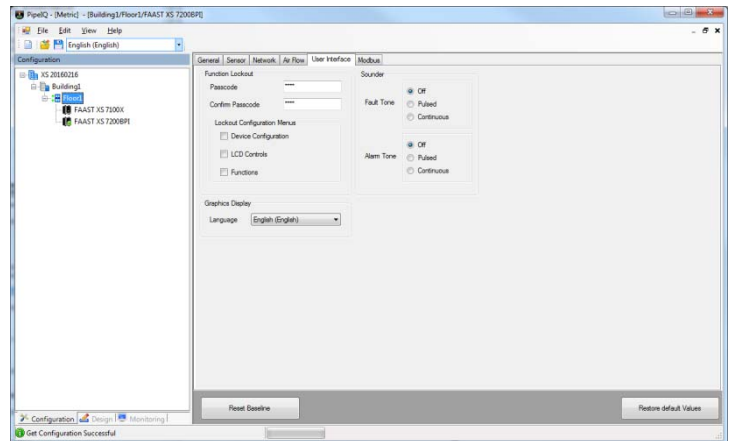 PipeIQ - [Metric] - [Building1/Floor1/FAAST XS 7200BPI]
File Edit View Help
English (English)
Configuration
XS 20160216
Building1
Floor1
FAAST XS 7100X
FAAST XS 7200BPI
General Sensor Network Air Flow User Interface Modbus
Function Lockout
Passcode ****
Confirm Passcode ****
Lockout Configuration Menus
Device Configuration
LCD Controls
Functions
Sounder
Fault Tone
Off
Pulsed
Continuous
Alarm Tone
Off
Pulsed
Continuous
Graphics Display
Language English (English)
Reset Baseline
Restore default Values
Configuration Design Monitoring
Get Configuration Successful